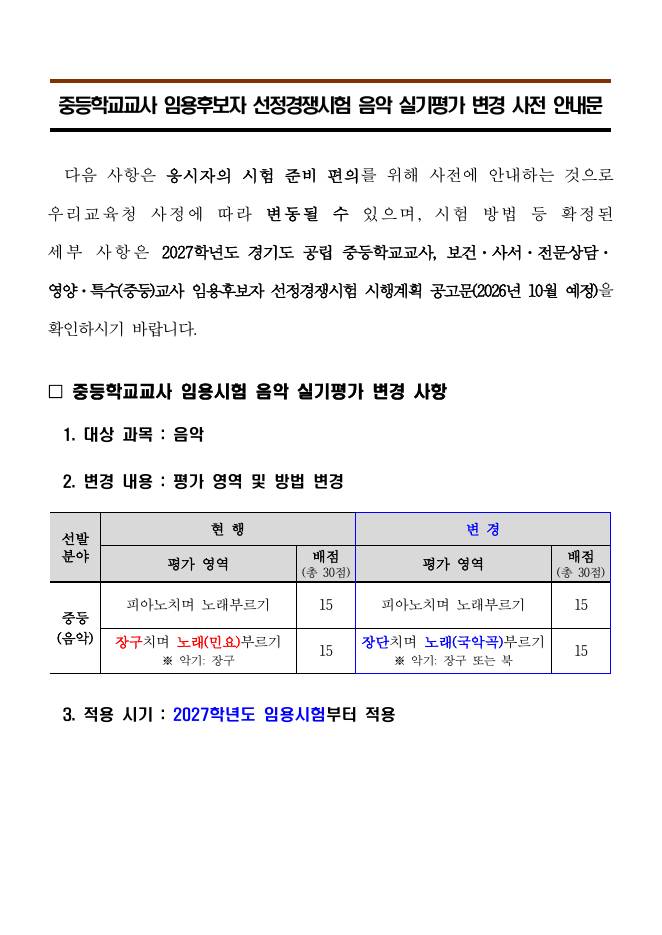 중등학교교사 임용후보자 선정경쟁시험 음악 실기평가 변경 사전 안내문
다음 사항은 응시자의 시험 준비 편의를 위해 사전에 안내하는 것으로
우리교육청 사정에 따라 변동될 수 있으며, 시험 방법 등 확정된
세부 사항은 2027학년도 경기도 공립 중등학교교사, 보건·사서·전문상담·
영양·특수(중등)교사 임용후보자 선정경쟁시험 시행계획 공고문(2026년 10월 예정)을
확인하시기 바랍니다.
□ 중등학교교사 임용시험 음악 실기평가 변경 사항
1. 대상 과목 : 음악
2. 변경 내용 : 평가 영역 및 방법 변경
선발
분야
현 행
변 경
평가 영역
배점
(총 30점)
평가 영역
배점
(총 30점)
중등
(음악)
피아노치며 노래부르기
15
피아노치며 노래부르기
15
장구치며 노래(민요)부르기
※ 악기: 장구
15
장단치며 노래(국악곡)부르기
※ 악기: 장구 또는 북
15
3. 적용 시기 : 2027학년도 임용시험부터 적용